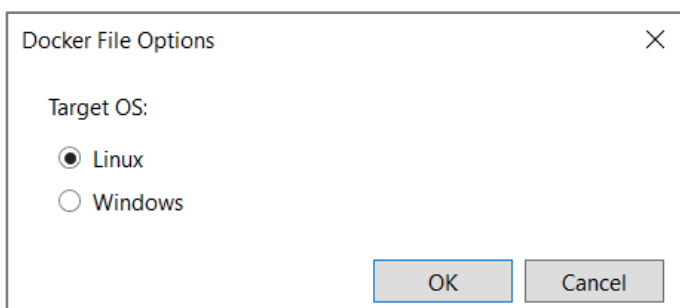 Docker File Options
Target OS:
Linux
Windows
OK
Cancel